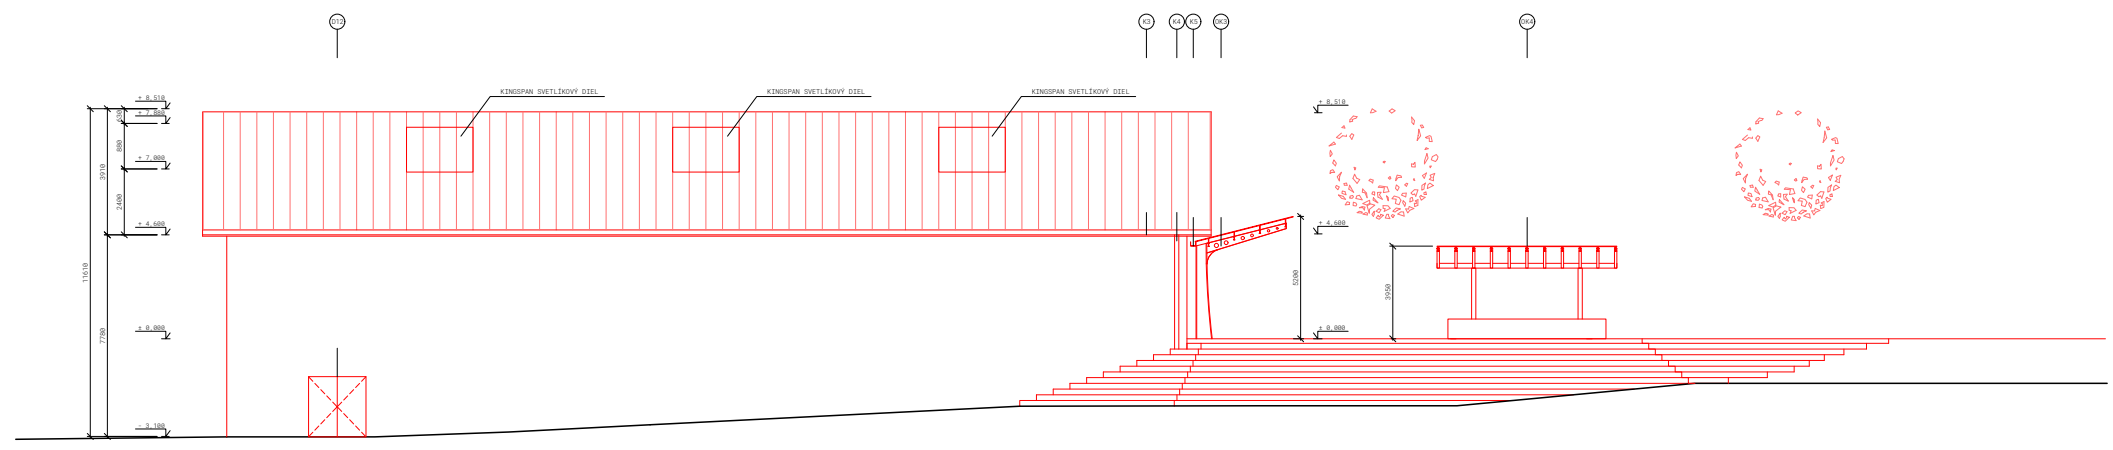 D12
K3
K4
K5
OK3
OK4
KINGSPAN SVETLÍKOVÝ DIEL
KINGSPAN SVETLÍKOVÝ DIEL
KINGSPAN SVETLÍKOVÝ DIEL
+ 8,510
+ 7,880
+ 7,000
+ 4,600
± 0,000
- 3,100
630
880
2400
3910
7780
11610
+ 8,510
+ 4,600
± 0,000
5200
3950